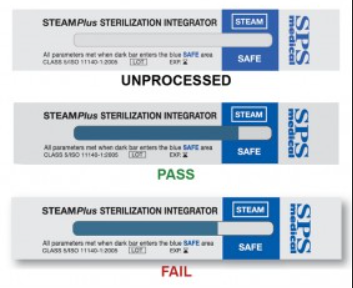 STEAMPlus STERILIZATION INTEGRATOR
STEAM
All parameters met when dark bar enters the blue SAFE area
CLASS 5/ISO 11140-1:2005 LOT EXP. ⌛
SAFE
SPS
medical
UNPROCESSED
STEAMPlus STERILIZATION INTEGRATOR
STEAM
All parameters met when dark bar enters the blue SAFE area
CLASS 5/ISO 11140-1:2005 LOT EXP. ⌛
SAFE
SPS
medical
PASS
STEAMPlus STERILIZATION INTEGRATOR
STEAM
All parameters met when dark bar enters the blue SAFE area
CLASS 5/ISO 11140-1:2005 LOT EXP. ⌛
SAFE
SPS
medical
FAIL